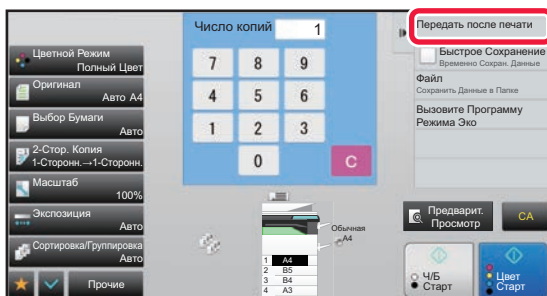 Число копий 1
Передать после печати
Цветной Режим
Полный Цвет
Быстрое Сохранение
Временно Сохран. Данные
7 8 9
Оригинал
Авто A4
Файл
Сохранить Данные в Папке
4 5 6
Вызовите Программу
Режима Эко
Выбор Бумаги
Авто
1 2 3
2-Стор. Копия
1-Сторонн.→1-Сторонн.
0 C
Масштаб
100%
Экспозиция
Авто
Обычная
A4
Предварит.
Просмотр
CA
Сортировка/Группировка
Авто
1 A4
2 B5
3 B4
4 A3
Прочие
Ч/Б
Старт
Цвет
Старт